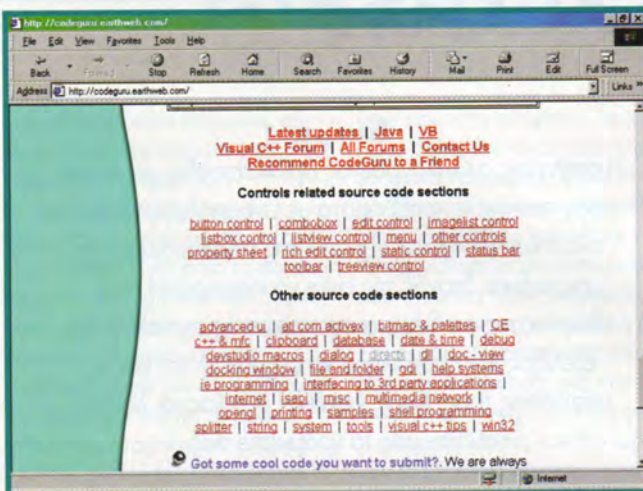 http://codeguru.earthweb.com/
File Edit View Favorites Tools Help
Back Forward Stop Refresh Home Search Favorites History Mail Print Edit Full Screen
Address http://codeguru.earthweb.com/ Links »
Latest updates | Java | VB
Visual C++ Forum | All Forums | Contact Us
Recommend CodeGuru to a Friend
Controls related source code sections
button control | combobox | edit control | imagelist control
listbox control | listview control | menu | other controls
property sheet | rich edit control | static control | status bar
toolbar | treeview control
Other source code sections
advanced ui | atl com activex | bitmap & palettes | CE
c++ & mfc | clipboard | database | date & time | debug
devstudio macros | dialog | directx | dll | doc - view
docking window | file and folder | gdi | help systems
ie programming | interfacing to 3rd party applications |
internet | isapi | misc | multimedia network |
opengl | printing | samples | shell programming
splitter | string | system | tools | visual c++ tips | win32
Got some cool code you want to submit?. We are always
Internet